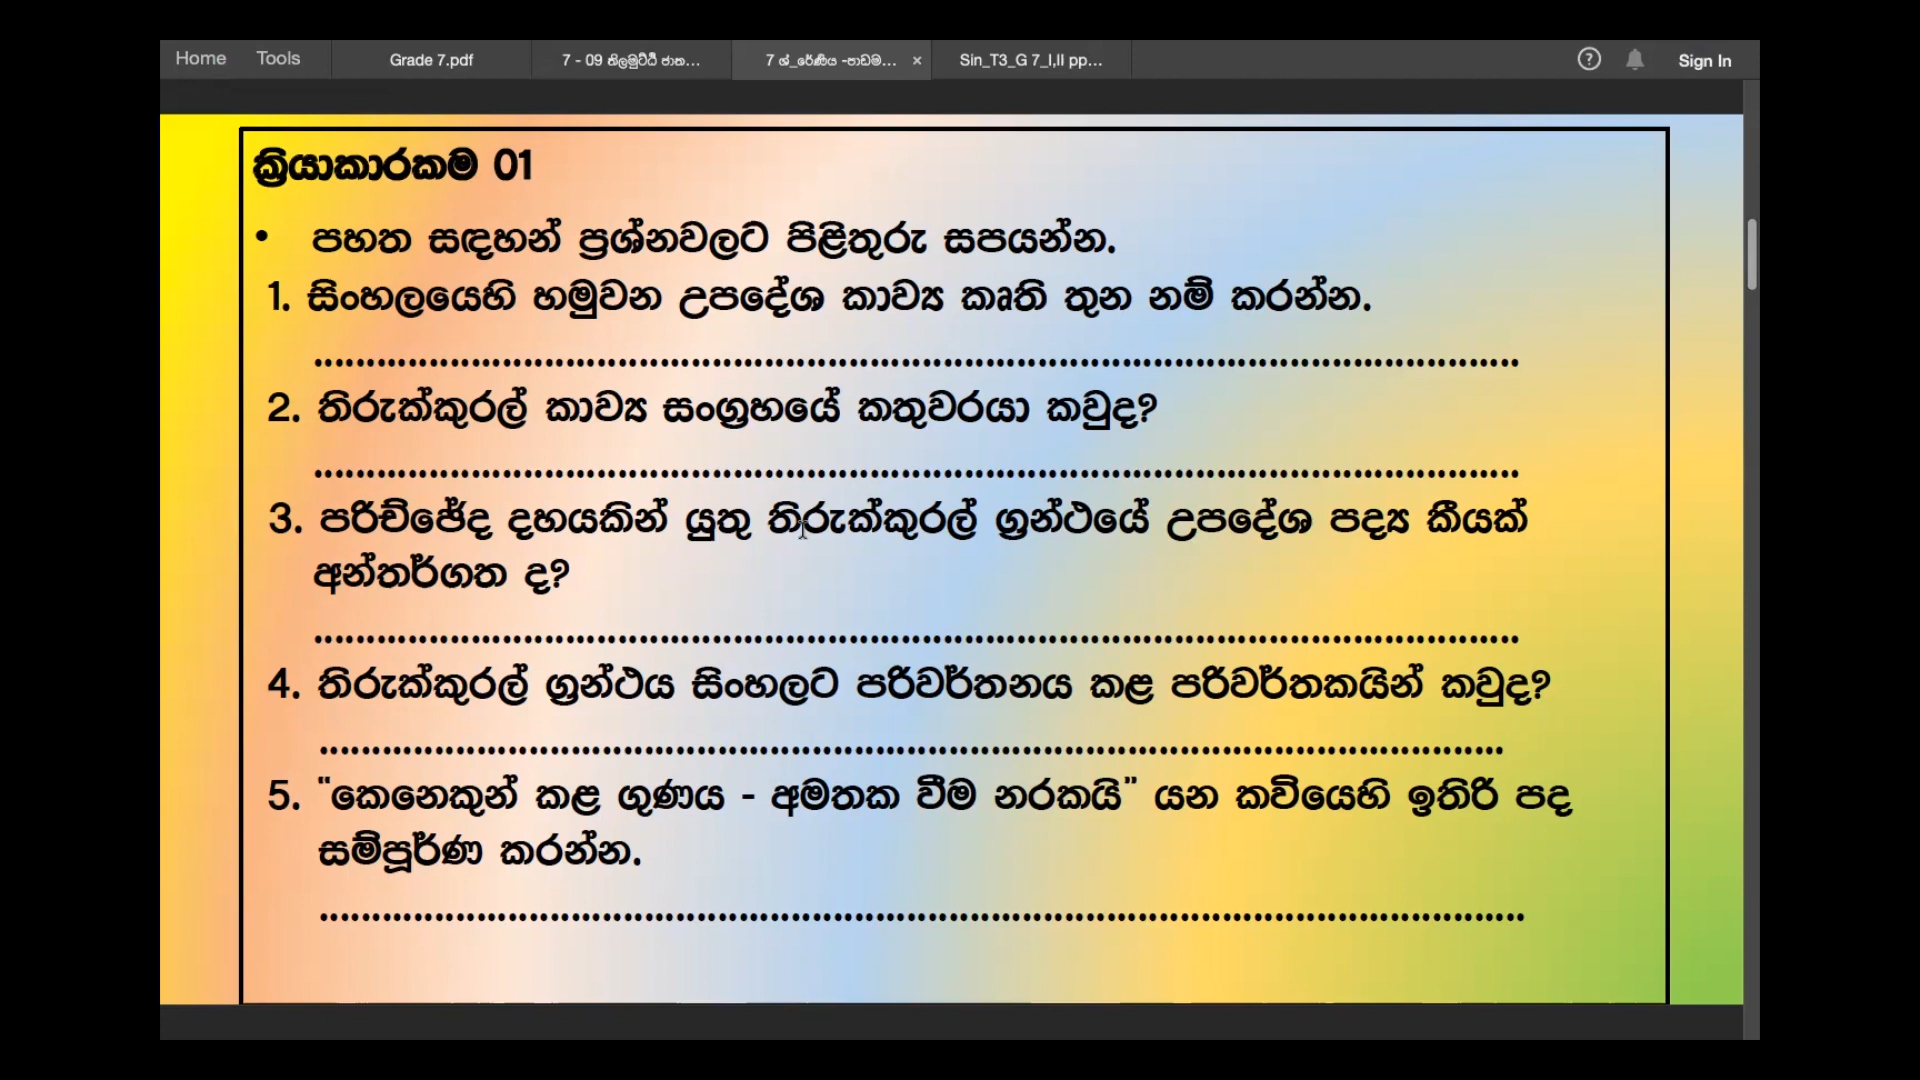 Home Tools Grade 7.pdf 7 - 09 තිලමුට්ඨි ජාත... 7 ශ්_රේණිය -පාඩම... × Sin_T3_G 7_I,II pp... ? Sign In
ක්‍රියාකාරකම 01
• පහත සඳහන් ප්‍රශ්නවලට පිළිතුරු සපයන්න.
1. සිංහලයෙහි හමුවන උපදේශ කාව්‍ය කෘති තුන නම් කරන්න.
....................................................................................................................
2. තිරුක්කුරල් කාව්‍ය සංග්‍රහයේ කතුවරයා කවුද?
....................................................................................................................
3. පරිච්ඡේද දහයකින් යුතු තිරුක්කුරල් ග්‍රන්ථයේ උපදේශ පද්‍ය කීයක්
අන්තර්ගත ද?
....................................................................................................................
4. තිරුක්කුරල් ග්‍රන්ථය සිංහලට පරිවර්තනය කළ පරිවර්තකයින් කවුද?
..................................................................................................................
5. "කෙනෙකුන් කළ ගුණය - අමතක වීම නරකයි" යන කවියෙහි ඉතිරි පද
සම්පූර්ණ කරන්න.
....................................................................................................................